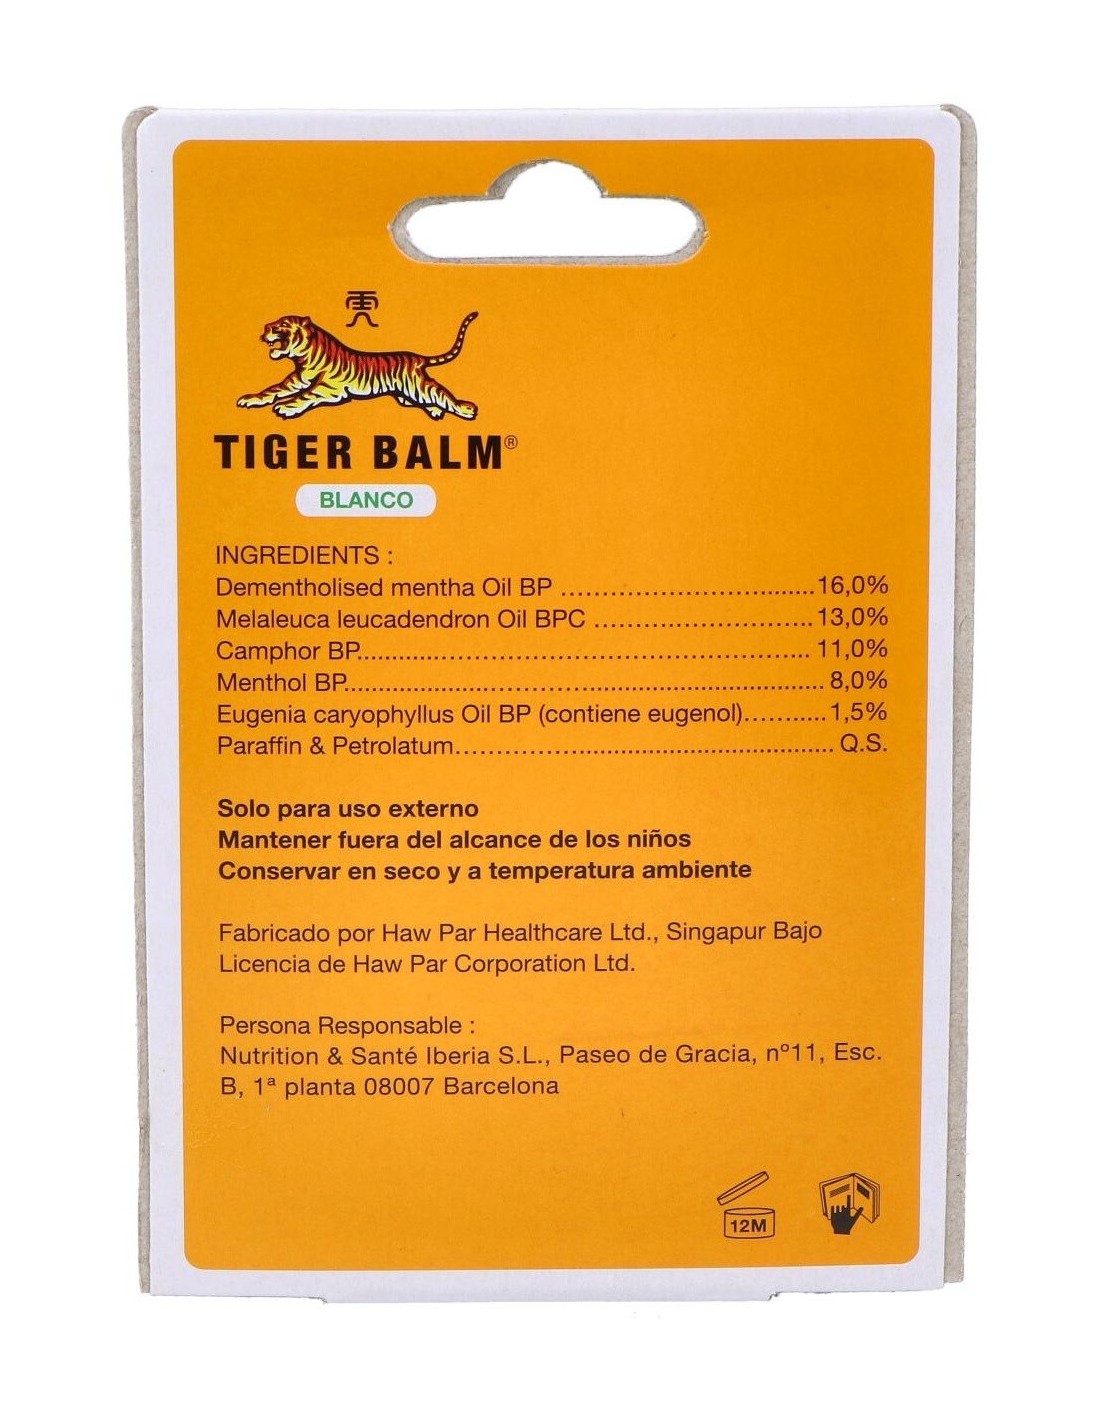 TIGER BALM®
BLANCO
INGREDIENTS :
Dementholised mentha Oil BP ................................16,0%
Melaleuca leucadendron Oil BPC ..........................13,0%
Camphor BP.......................................................... 11,0%
Menthol BP............................................................ 8,0%
Eugenia caryophyllus Oil BP (contiene eugenol)...........1,5%
Paraffin & Petrolatum............................................... Q.S.
Solo para uso externo
Mantener fuera del alcance de los niños
Conservar en seco y a temperatura ambiente
Fabricado por Haw Par Healthcare Ltd., Singapur Bajo
Licencia de Haw Par Corporation Ltd.
Persona Responsable :
Nutrition & Santé Iberia S.L., Paseo de Gracia, nº11, Esc.
B, 1ª planta 08007 Barcelona
12M